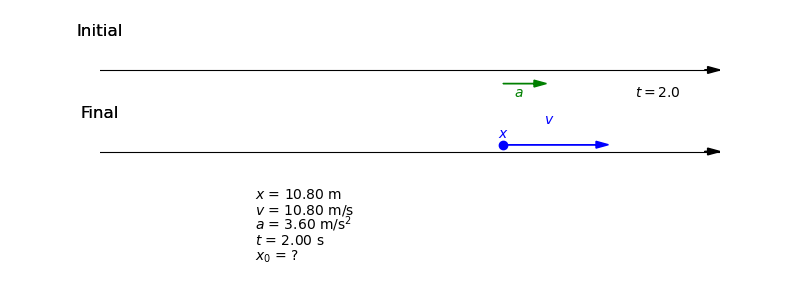 Initial
a
t = 2.0
Final
v
x
x = 10.80 m
v = 10.80 m/s
a = 3.60 m/s²
t = 2.00 s
x₀ = ?